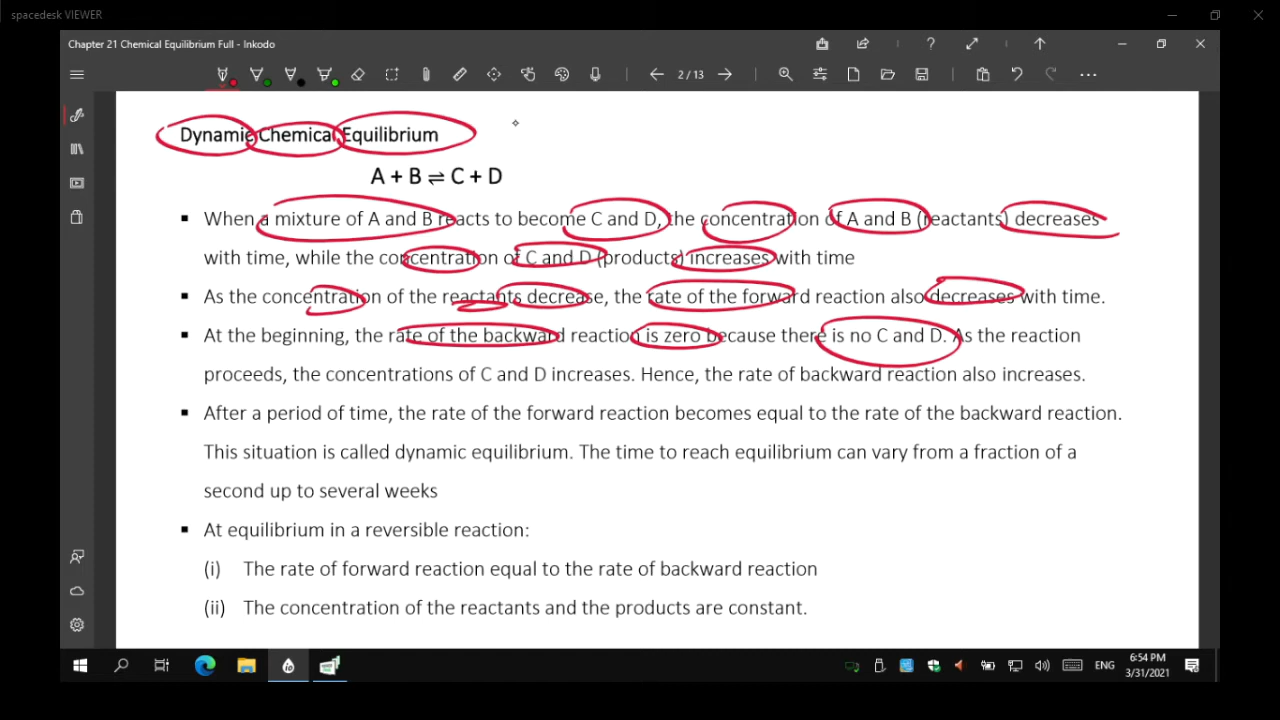 spacedesk VIEWER
Chapter 21 Chemical Equilibrium Full - Inkodo
2/13
Dynamic Chemical Equilibrium
A + B ⇌ C + D
▪ When a mixture of A and B reacts to become C and D, the concentration of A and B (reactants) decreases
with time, while the concentration of C and D (products) increases with time
▪ As the concentration of the reactants decrease, the rate of the forward reaction also decreases with time.
▪ At the beginning, the rate of the backward reaction is zero because there is no C and D. As the reaction
proceeds, the concentrations of C and D increases. Hence, the rate of backward reaction also increases.
▪ After a period of time, the rate of the forward reaction becomes equal to the rate of the backward reaction.
This situation is called dynamic equilibrium. The time to reach equilibrium can vary from a fraction of a
second up to several weeks
▪ At equilibrium in a reversible reaction:
(i) The rate of forward reaction equal to the rate of backward reaction
(ii) The concentration of the reactants and the products are constant.
ENG
6:54 PM
3/31/2021